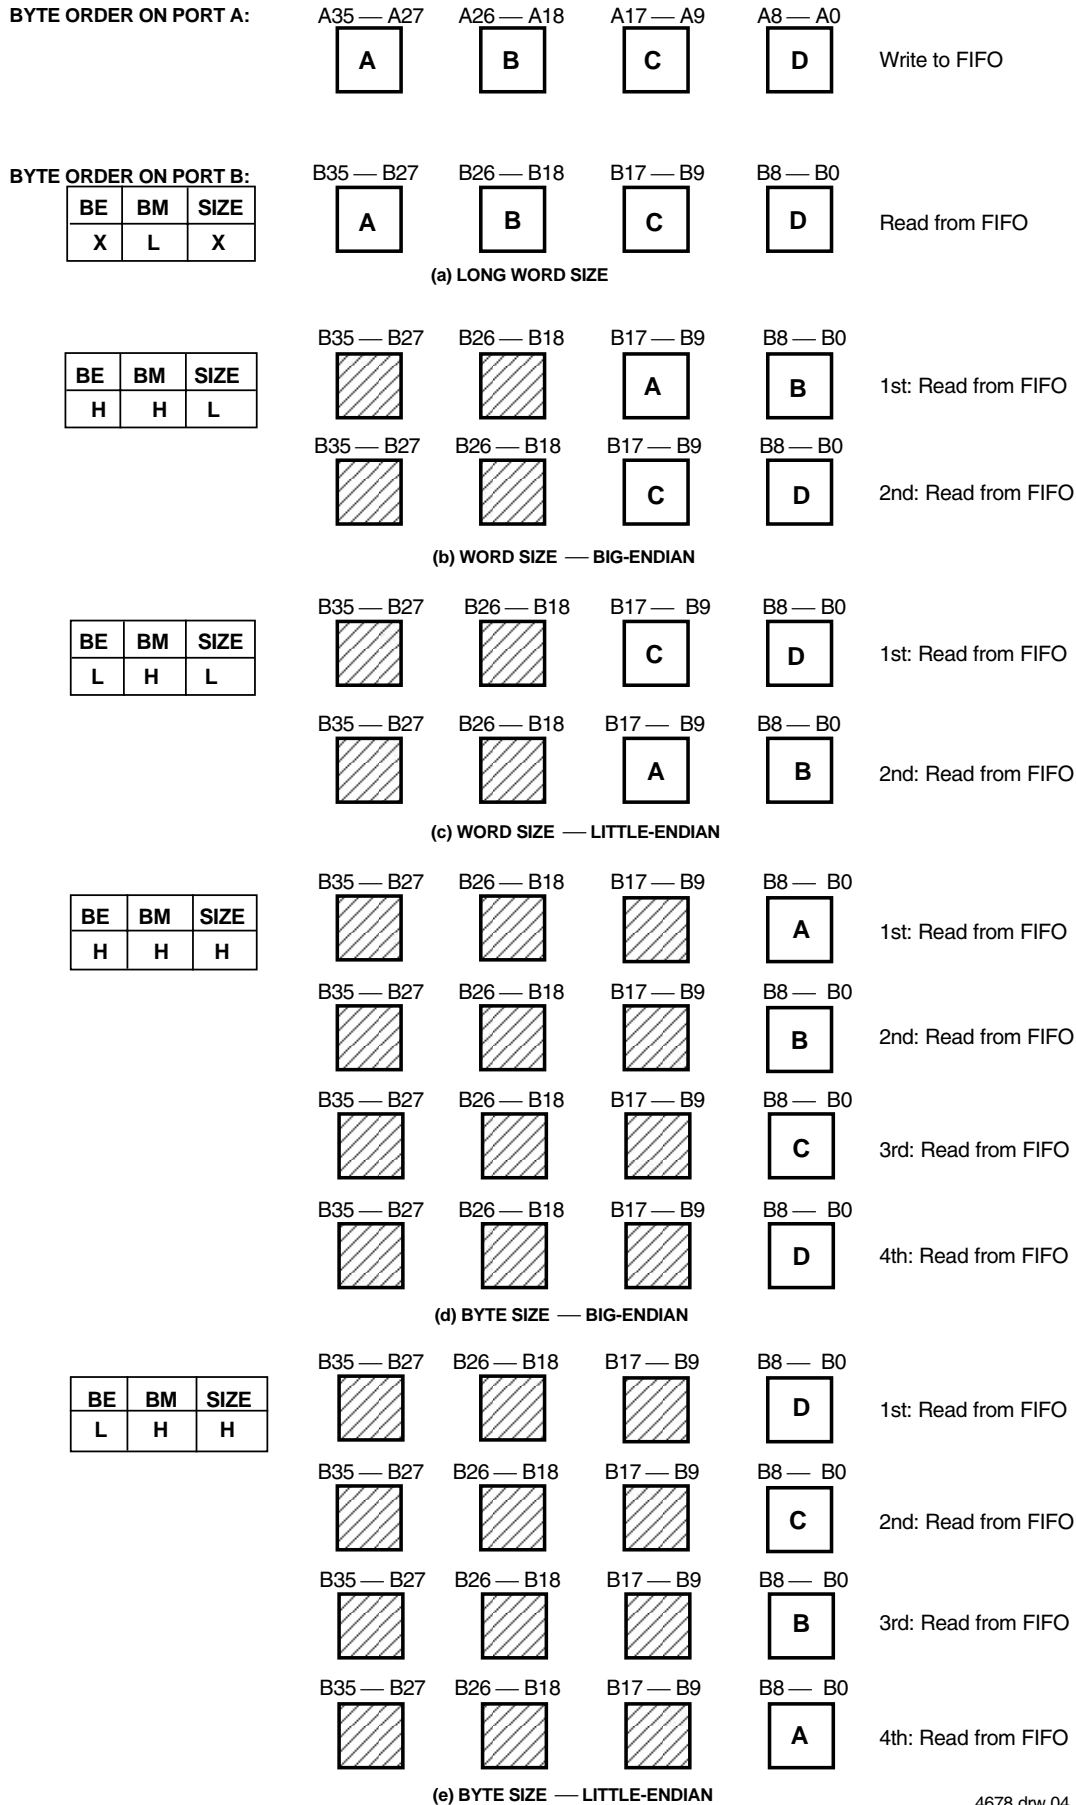 BYTE ORDER ON PORT A: A35 — A27 A26 — A18 A17 — A9 A8 — A0
A B C D Write to FIFO
BYTE ORDER ON PORT B: B35 — B27 B26 — B18 B17 — B9 B8 — B0
BE BM SIZE
A B C D Read from FIFO
X L X
(a) LONG WORD SIZE
B35 — B27 B26 — B18 B17 — B9 B8 — B0
BE BM SIZE
A B 1st: Read from FIFO
H H L
B35 — B27 B26 — B18 B17 — B9 B8 — B0
C D 2nd: Read from FIFO
(b) WORD SIZE — BIG-ENDIAN
B35 — B27 B26 — B18 B17 — B9 B8 — B0
BE BM SIZE
C D 1st: Read from FIFO
L H L
B35 — B27 B26 — B18 B17 — B9 B8 — B0
A B 2nd: Read from FIFO
(c) WORD SIZE — LITTLE-ENDIAN
B35 — B27 B26 — B18 B17 — B9 B8 — B0
BE BM SIZE
A 1st: Read from FIFO
H H H
B35 — B27 B26 — B18 B17 — B9 B8 — B0
B 2nd: Read from FIFO
B35 — B27 B26 — B18 B17 — B9 B8 — B0
C 3rd: Read from FIFO
B35 — B27 B26 — B18 B17 — B9 B8 — B0
D 4th: Read from FIFO
(d) BYTE SIZE — BIG-ENDIAN
B35 — B27 B26 — B18 B17 — B9 B8 — B0
BE BM SIZE
D 1st: Read from FIFO
L H H
B35 — B27 B26 — B18 B17 — B9 B8 — B0
C 2nd: Read from FIFO
B35 — B27 B26 — B18 B17 — B9 B8 — B0
B 3rd: Read from FIFO
B35 — B27 B26 — B18 B17 — B9 B8 — B0
A 4th: Read from FIFO
(e) BYTE SIZE — LITTLE-ENDIAN
4678 drw 04